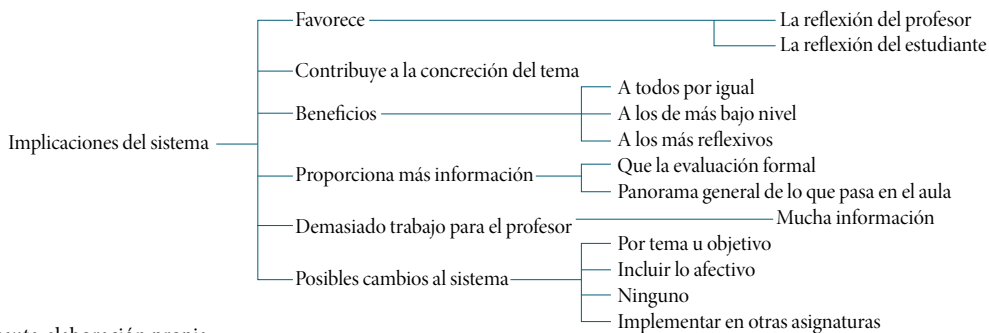 Implicaciones del sistema
Favorece
La reflexión del profesor
La reflexión del estudiante
Contribuye a la concreción del tema
Beneficios
A todos por igual
A los de más bajo nivel
A los más reflexivos
Proporciona más información
Que la evaluación formal
Panorama general de lo que pasa en el aula
Demasiado trabajo para el profesor
Mucha información
Posibles cambios al sistema
Por tema u objetivo
Incluir lo afectivo
Ninguno
Implementar en otras asignaturas